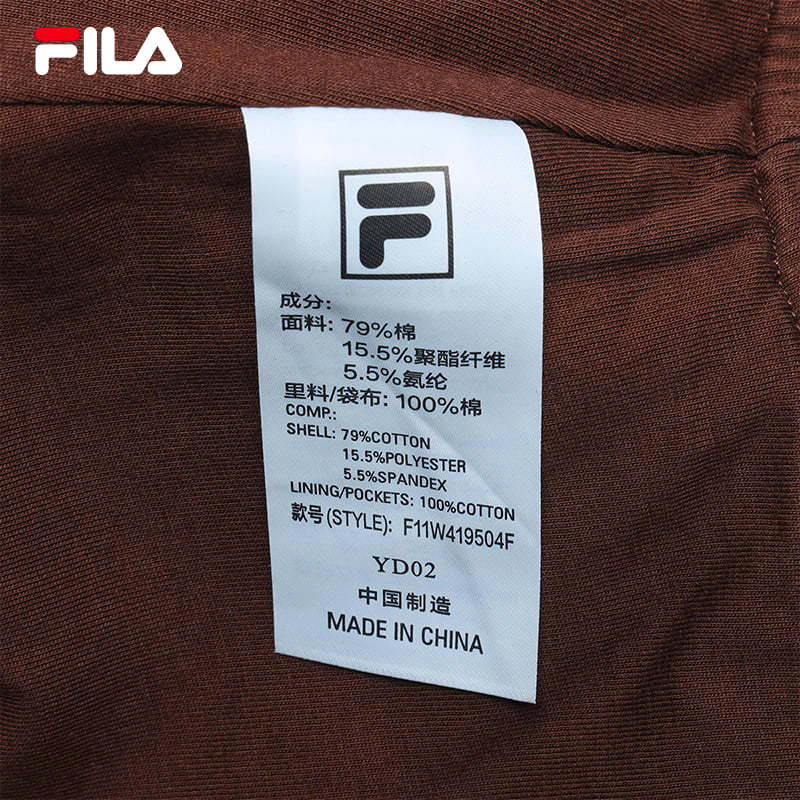 FILA
F
成分:
面料: 79%棉
15.5%聚酯纤维
5.5%氨纶
里料/袋布: 100%棉
COMP.:
SHELL: 79%COTTON
15.5%POLYESTER
5.5%SPANDEX
LINING/POCKETS: 100%COTTON
款号(STYLE): F11W419504F
YD02
中国制造
MADE IN CHINA